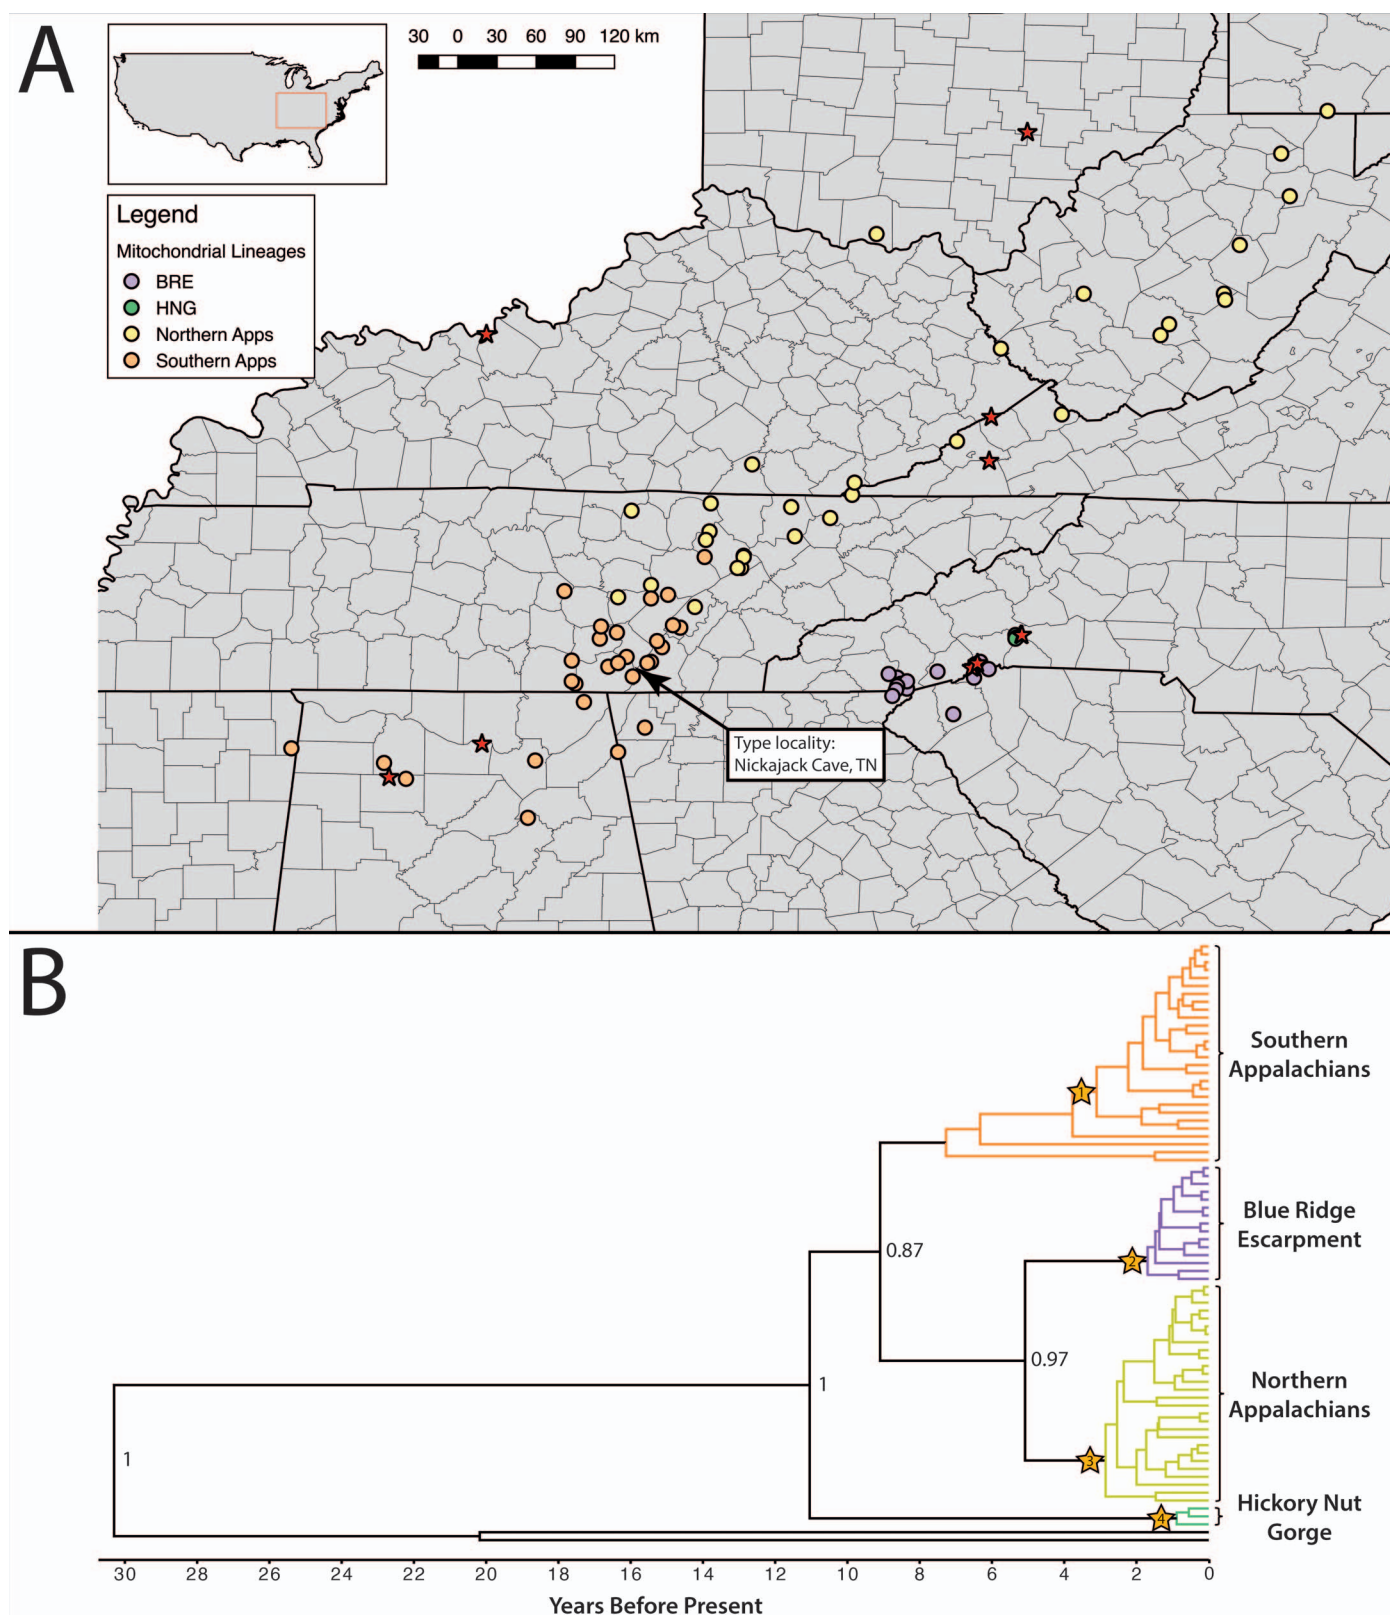 A
30 0 30 60 90 120 km
Legend
Mitochondrial Lineages
BRE
HNG
Northern Apps
Southern Apps
Type locality:
Nickajack Cave, TN
B
Southern
Appalachians
1
Blue Ridge
Escarpment
0.87
2
0.97
1
Northern
Appalachians
1
3
Hickory Nut
Gorge
4
30 28 26 24 22 20 18 16 14 12 10 8 6 4 2 0
Years Before Present